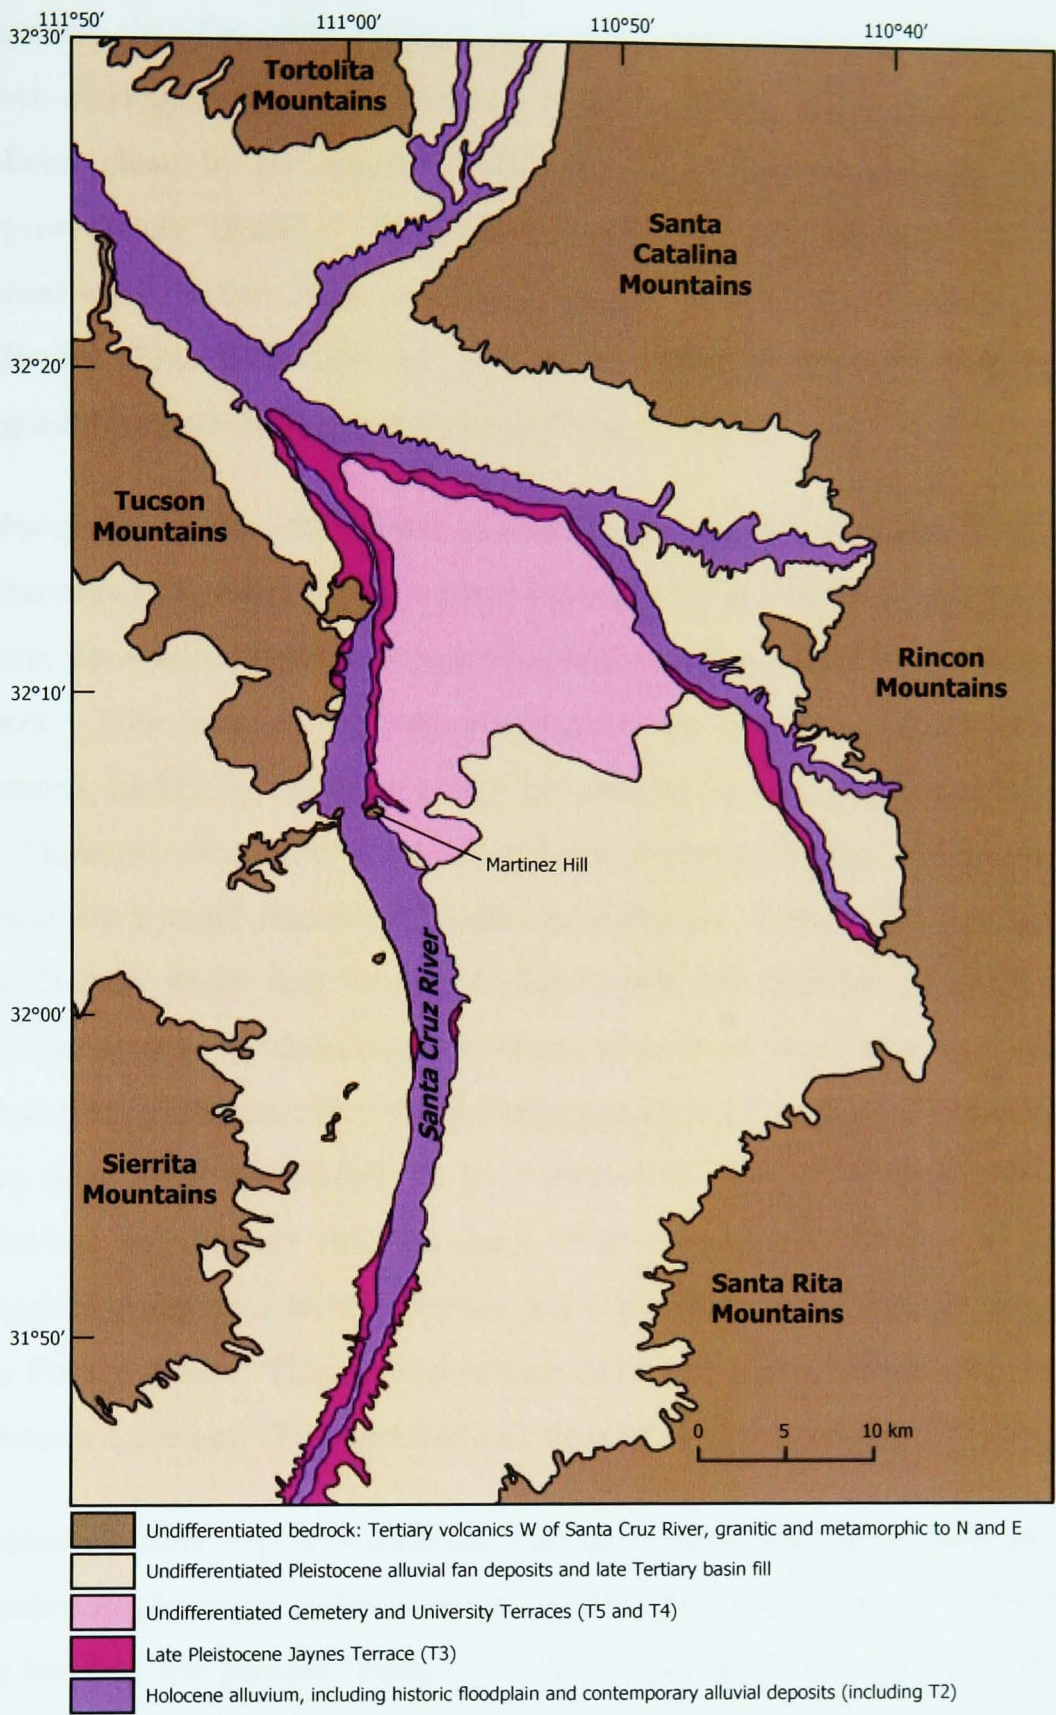 111°50′
111°00′
110°50′
110°40′
32°30′
Tortolita
Mountains
Santa
Catalina
Mountains
32°20′
Tucson
Mountains
Rincon
Mountains
32°10′
Martinez Hill
Santa Cruz River
32°00′
Sierrita
Mountains
Santa Rita
Mountains
31°50′
0 5 10 km
Undifferentiated bedrock: Tertiary volcanics W of Santa Cruz River, granitic and metamorphic to N and E
Undifferentiated Pleistocene alluvial fan deposits and late Tertiary basin fill
Undifferentiated Cemetery and University Terraces (T5 and T4)
Late Pleistocene Jaynes Terrace (T3)
Holocene alluvium, including historic floodplain and contemporary alluvial deposits (including T2)